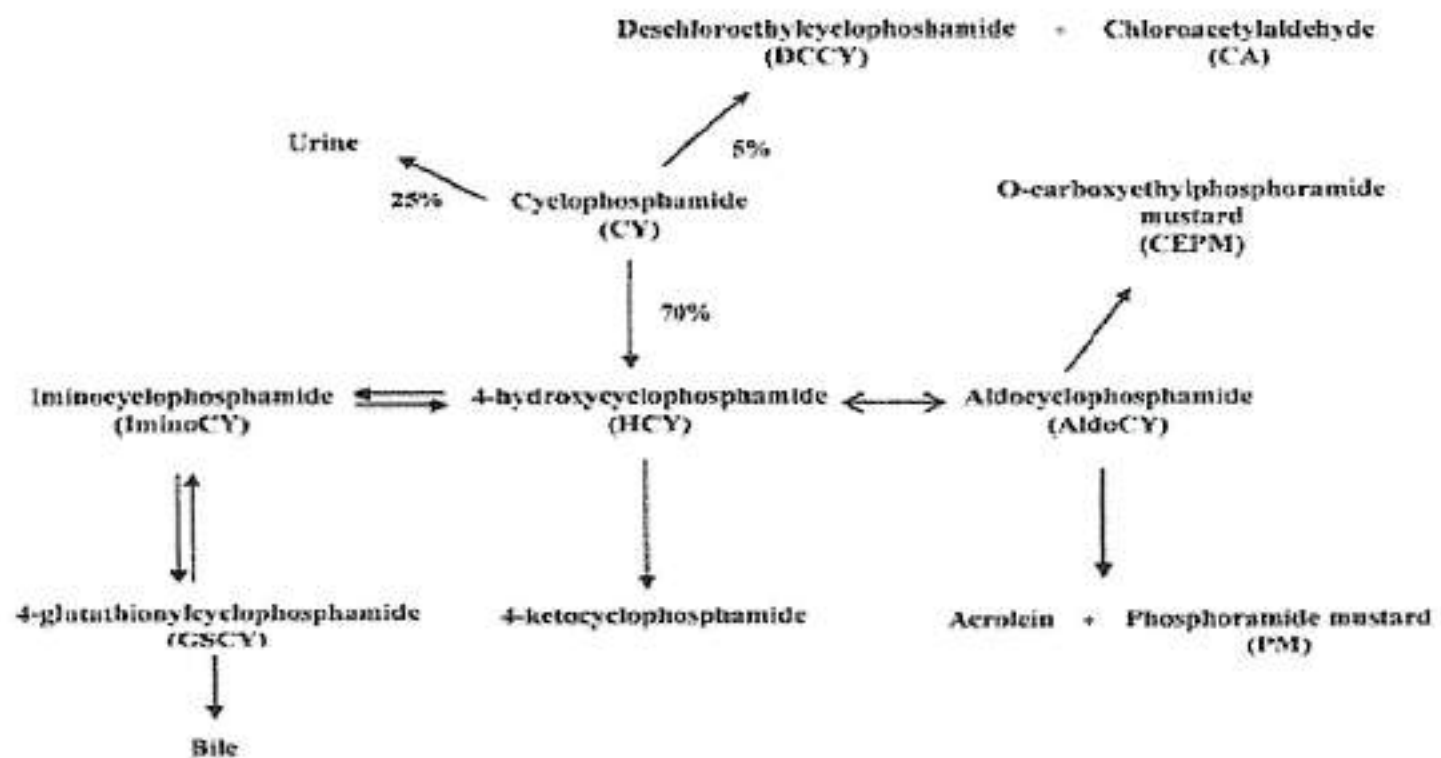 Deschloroethylcyclophoshamide + Chloroacetylaldehyde
(DCCY) (CA)
Urine
5%
25%
Cyclophosphamide
(CY)
O-carboxyethylphosphoramide
mustard
(CEPM)
70%
Iminocyclophosphamide
(IminoCY)
4-hydroxycyclophosphamide
(HCY)
Aldocyclophosphamide
(AldoCY)
4-glutathionylcyclophosphamide
(GSCY)
4-ketocyclophosphamide
Acrolein + Phosphoramide mustard
(PM)
Bile